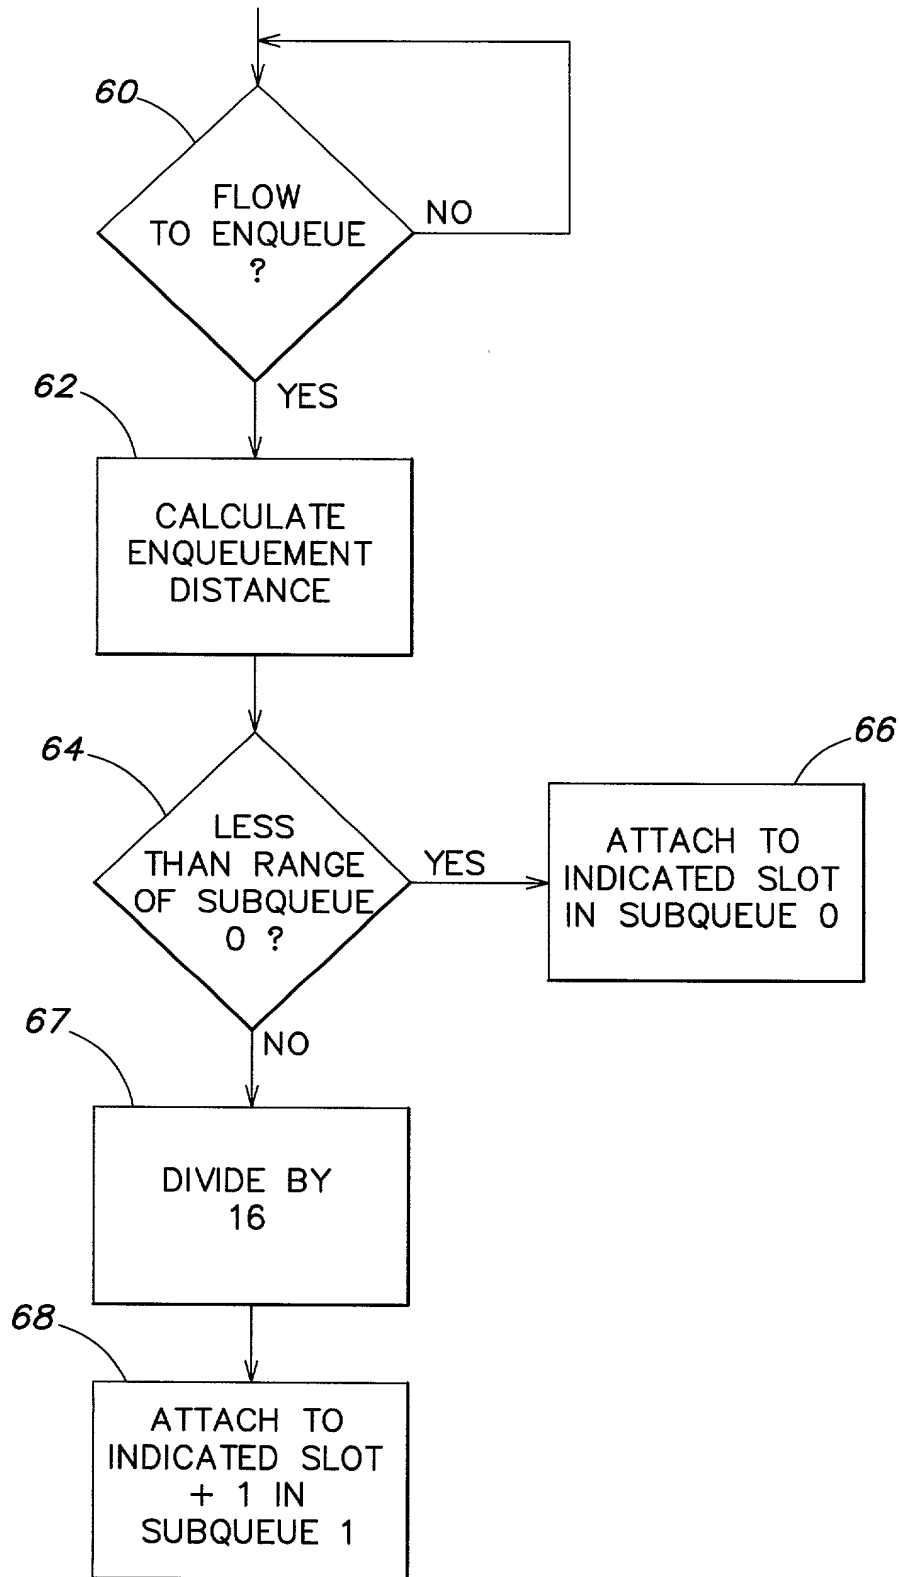 60
FLOW
TO ENQUEUE
?
NO
YES
62
CALCULATE
ENQUEUEMENT
DISTANCE
64
LESS
THAN RANGE
OF SUBQUEUE
0 ?
YES
66
ATTACH TO
INDICATED SLOT
IN SUBQUEUE 0
NO
67
DIVIDE BY
16
68
ATTACH TO
INDICATED SLOT
+ 1 IN
SUBQUEUE 1